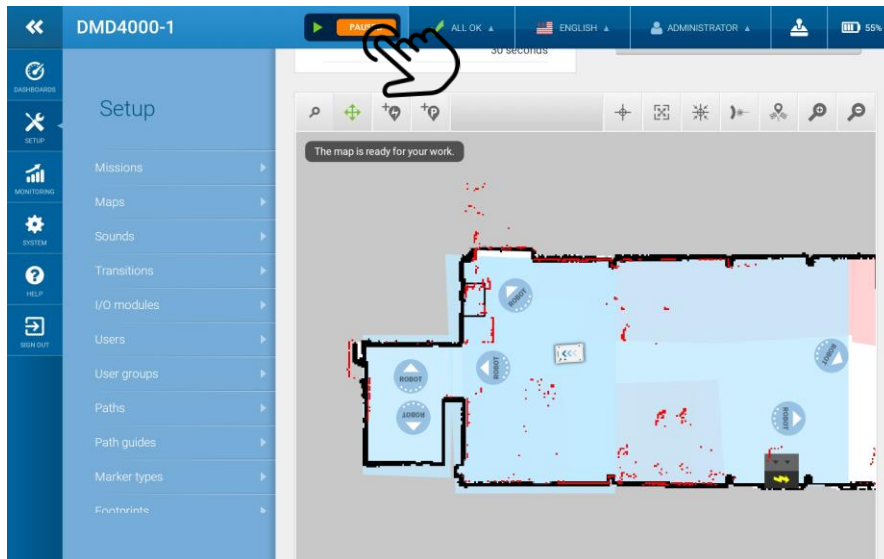 DMD4000-1
ALL OK
ENGLISH
ADMINISTRATOR
55%
30 seconds
DASHBOARDS
SETUP
MONITORING
SYSTEM
HELP
SIGN OUT
Setup
Missions
Maps
Sounds
Transitions
I/O modules
Users
User groups
Paths
Path guides
Marker types
Footprints
The map is ready for your work.
ROBOT
ROBOT
ROBOT
ROBOT
ROBOT
ROBOT